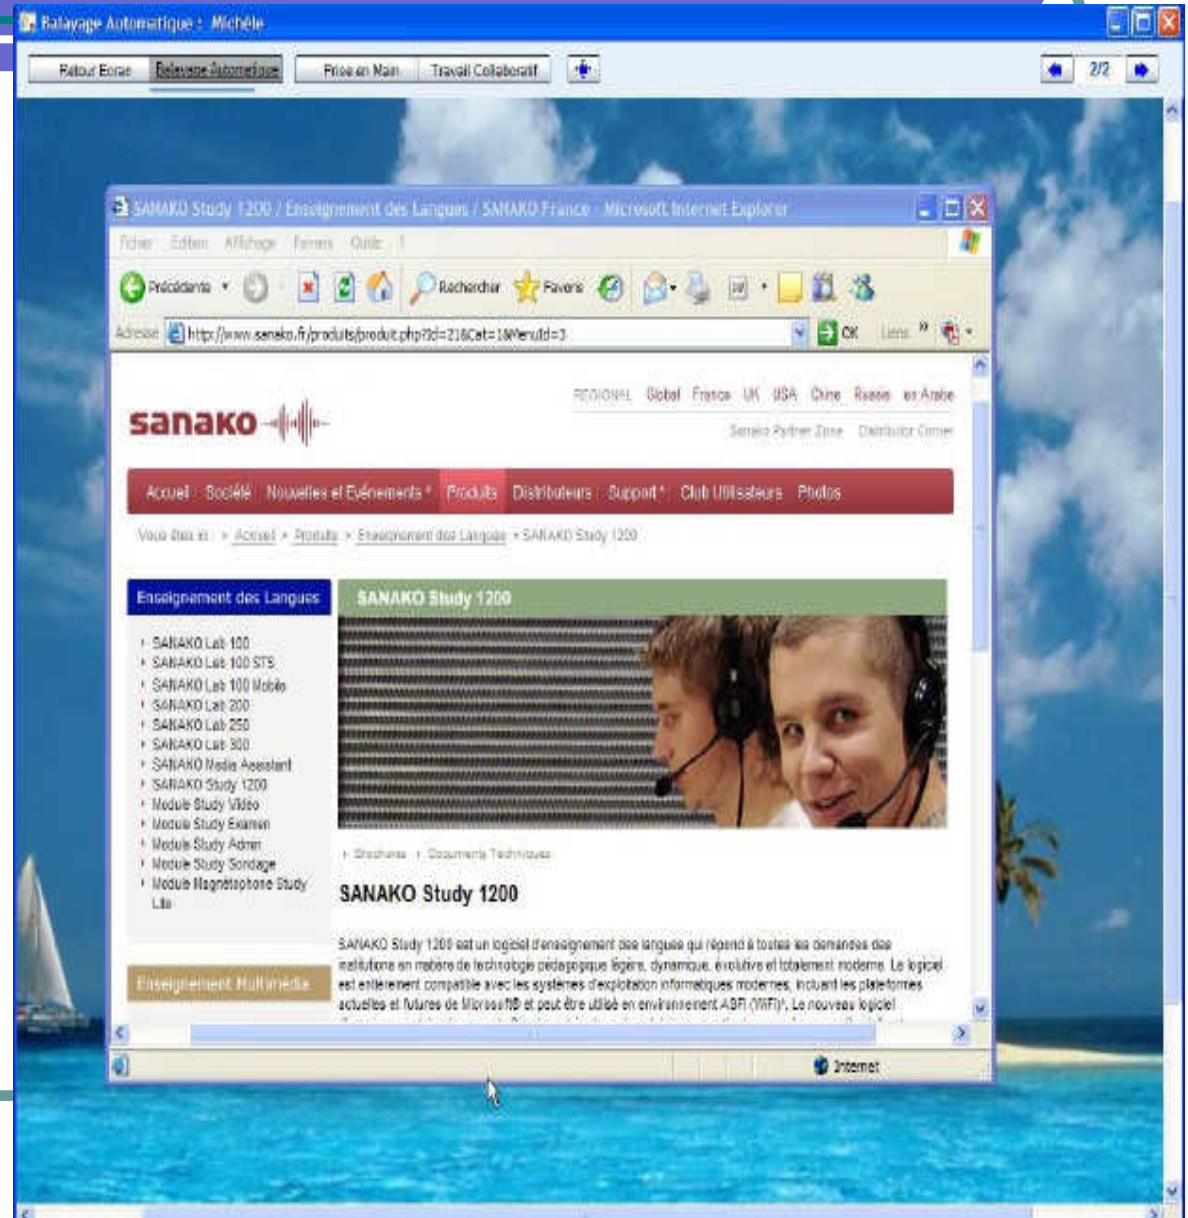 Balayage Automatique : Michèle
Retour Ecran Balayage Automatique Prise en Main Travail Collaboratif 2/2
SANAKO Study 1200 / Enseignement des Langues / SANAKO France - Microsoft Internet Explorer
Fichier Edition Affichage Favoris Outils ?
Précédente Rechercher Favoris
Adresse http://www.sanako.fr/produits/produit.php?Id=21&Cat=1&MenuId=3 OK Liens »
REGIONAL Global France UK USA Chine Russie en Arabe
sanako
Sanako Partner Zone Distributor Corner
Accueil Société Nouvelles et Evénements * Produits Distributeurs Support * Club Utilisateurs Photos
Vous êtes ici : > Accueil > Produits > Enseignement des Langues > SANAKO Study 1200
Enseignement des Langues
SANAKO Study 1200
SANAKO Lab 100
SANAKO Lab 100 STS
SANAKO Lab 100 Mobile
SANAKO Lab 200
SANAKO Lab 250
SANAKO Lab 300
SANAKO Media Assistant
SANAKO Study 1200
Module Study Vidéo
Module Study Examen
Module Study Admin
Module Study Sondage
Module Magnétophone Study
Lite
Brochures Documents Techniques
SANAKO Study 1200
SANAKO Study 1200 est un logiciel d'enseignement des langues qui répond à toutes les demandes des
institutions en matière de technologie pédagogique légère, dynamique, évolutive et totalement moderne. Le logiciel
est entièrement compatible avec les systèmes d'exploitation informatiques modernes, incluant les plateformes
actuelles et futures de Microsoft® et peut être utilisé en environnement (WiFi)*. Le nouveau logiciel
Enseignement Multimédia
Internet